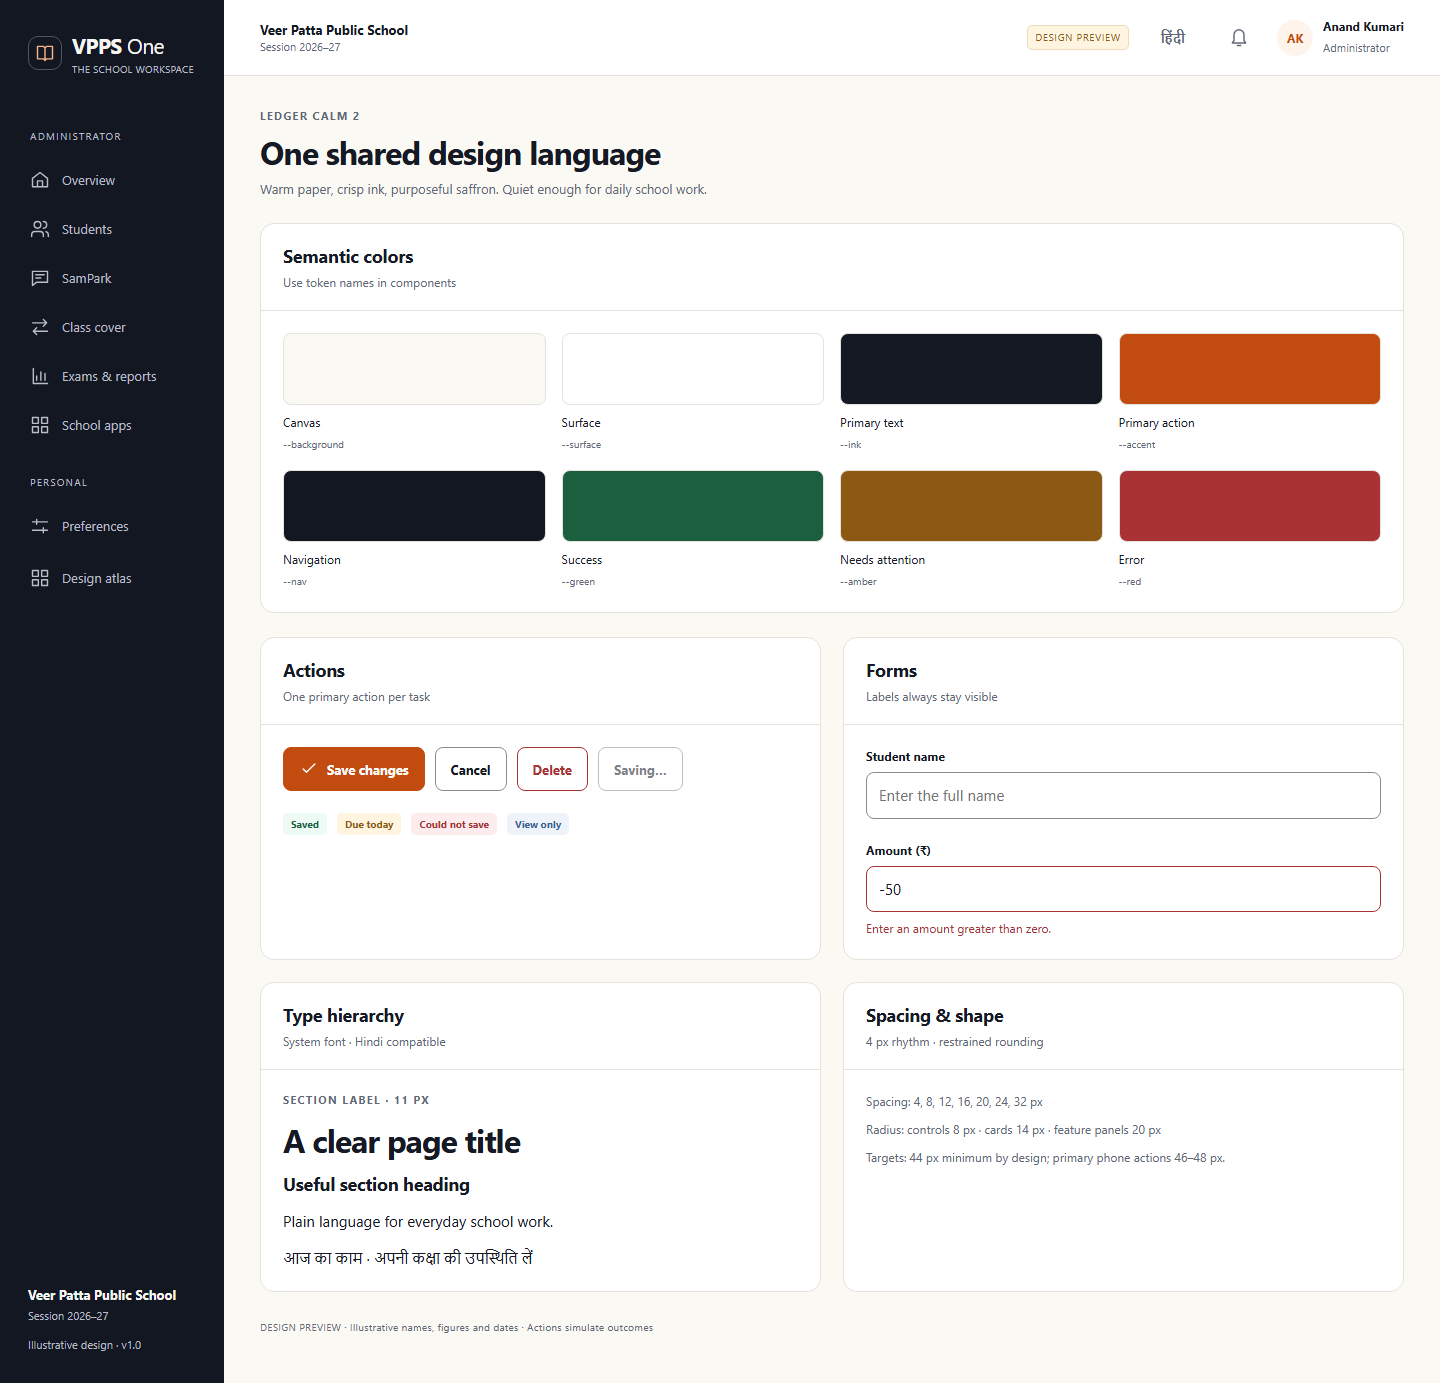 VPPS One
THE SCHOOL WORKSPACE
ADMINISTRATOR
Overview
Students
SamPark
Class cover
Exams & reports
School apps
PERSONAL
Preferences
Design atlas
Veer Patta Public School
Session 2026–27
Illustrative design · v1.0
Veer Patta Public School
Session 2026–27
DESIGN PREVIEW
हिंदी
AK
Anand Kumari
Administrator
LEDGER CALM 2
One shared design language
Warm paper, crisp ink, purposeful saffron. Quiet enough for daily school work.
Semantic colors
Use token names in components
Canvas
--background
Surface
--surface
Primary text
--ink
Primary action
--accent
Navigation
--nav
Success
--green
Needs attention
--amber
Error
--red
Actions
One primary action per task
Save changes
Cancel
Delete
Saving...
Saved
Due today
Could not save
View only
Forms
Labels always stay visible
Student name
Enter the full name
Amount (₹)
-50
Enter an amount greater than zero.
Type hierarchy
System font · Hindi compatible
SECTION LABEL · 11 PX
A clear page title
Useful section heading
Plain language for everyday school work.
आज का काम · अपनी कक्षा की उपस्थिति लें
Spacing & shape
4 px rhythm · restrained rounding
Spacing: 4, 8, 12, 16, 20, 24, 32 px
Radius: controls 8 px · cards 14 px · feature panels 20 px
Targets: 44 px minimum by design; primary phone actions 46–48 px.
DESIGN PREVIEW · Illustrative names, figures and dates · Actions simulate outcomes